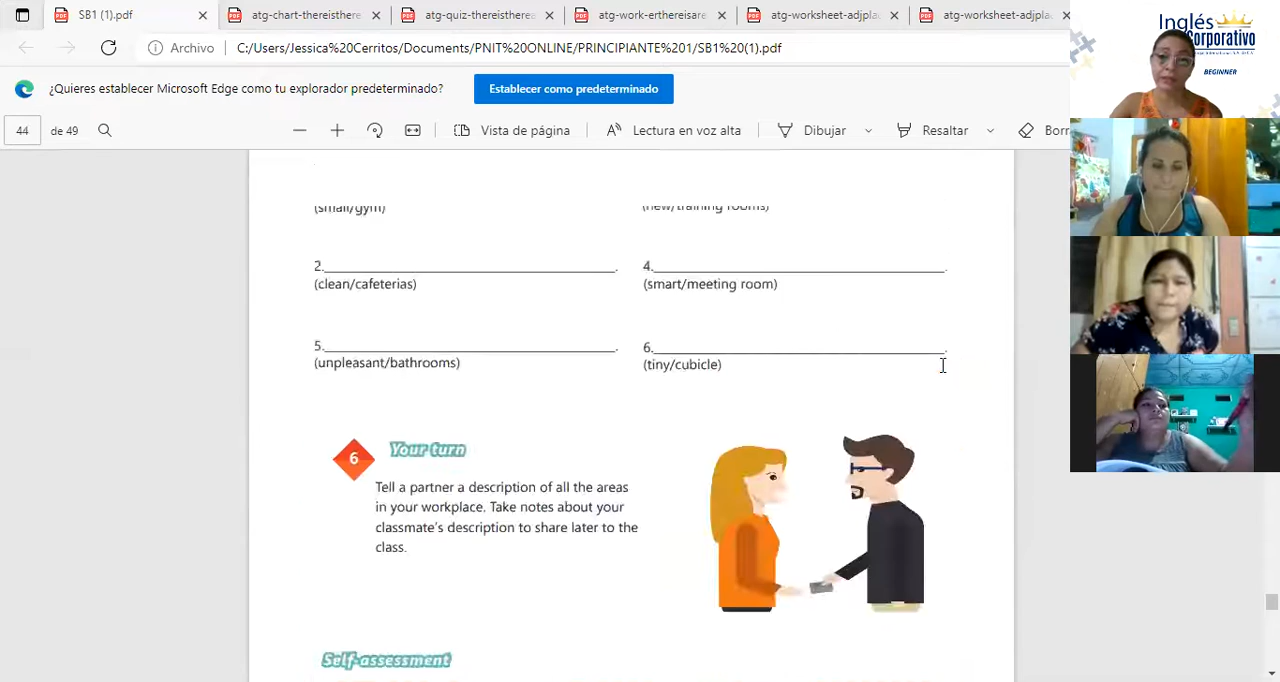 SB1 (1).pdf
atg-chart-thereisthere
atg-quiz-therethea
atg-work-erthereisare
atg-worksheet-adjpla
atg-worksheet-adjpla
Archivo
C:/Users/Jessica%20Cerritos/Documents/PNIT%20ONLINE/PRINCIPIANTE%201/SB1%20(1).pdf
¿Quieres establecer Microsoft Edge como tu explorador predeterminado?
Establecer como predeterminado
44 de 49
Vista de página
Lectura en voz alta
Dibujar
Resaltar
Borr
Inglés
Corporativo
BEGINNER
(small/gym)
(new/training rooms)
2.
4.
(clean/cafeterias)
(smart/meeting room)
5.
6.
(unpleasant/bathrooms)
(tiny/cubicle)
6
Your turn
Tell a partner a description of all the areas
in your workplace. Take notes about your
classmate's description to share later to the
class.
Self-assessment